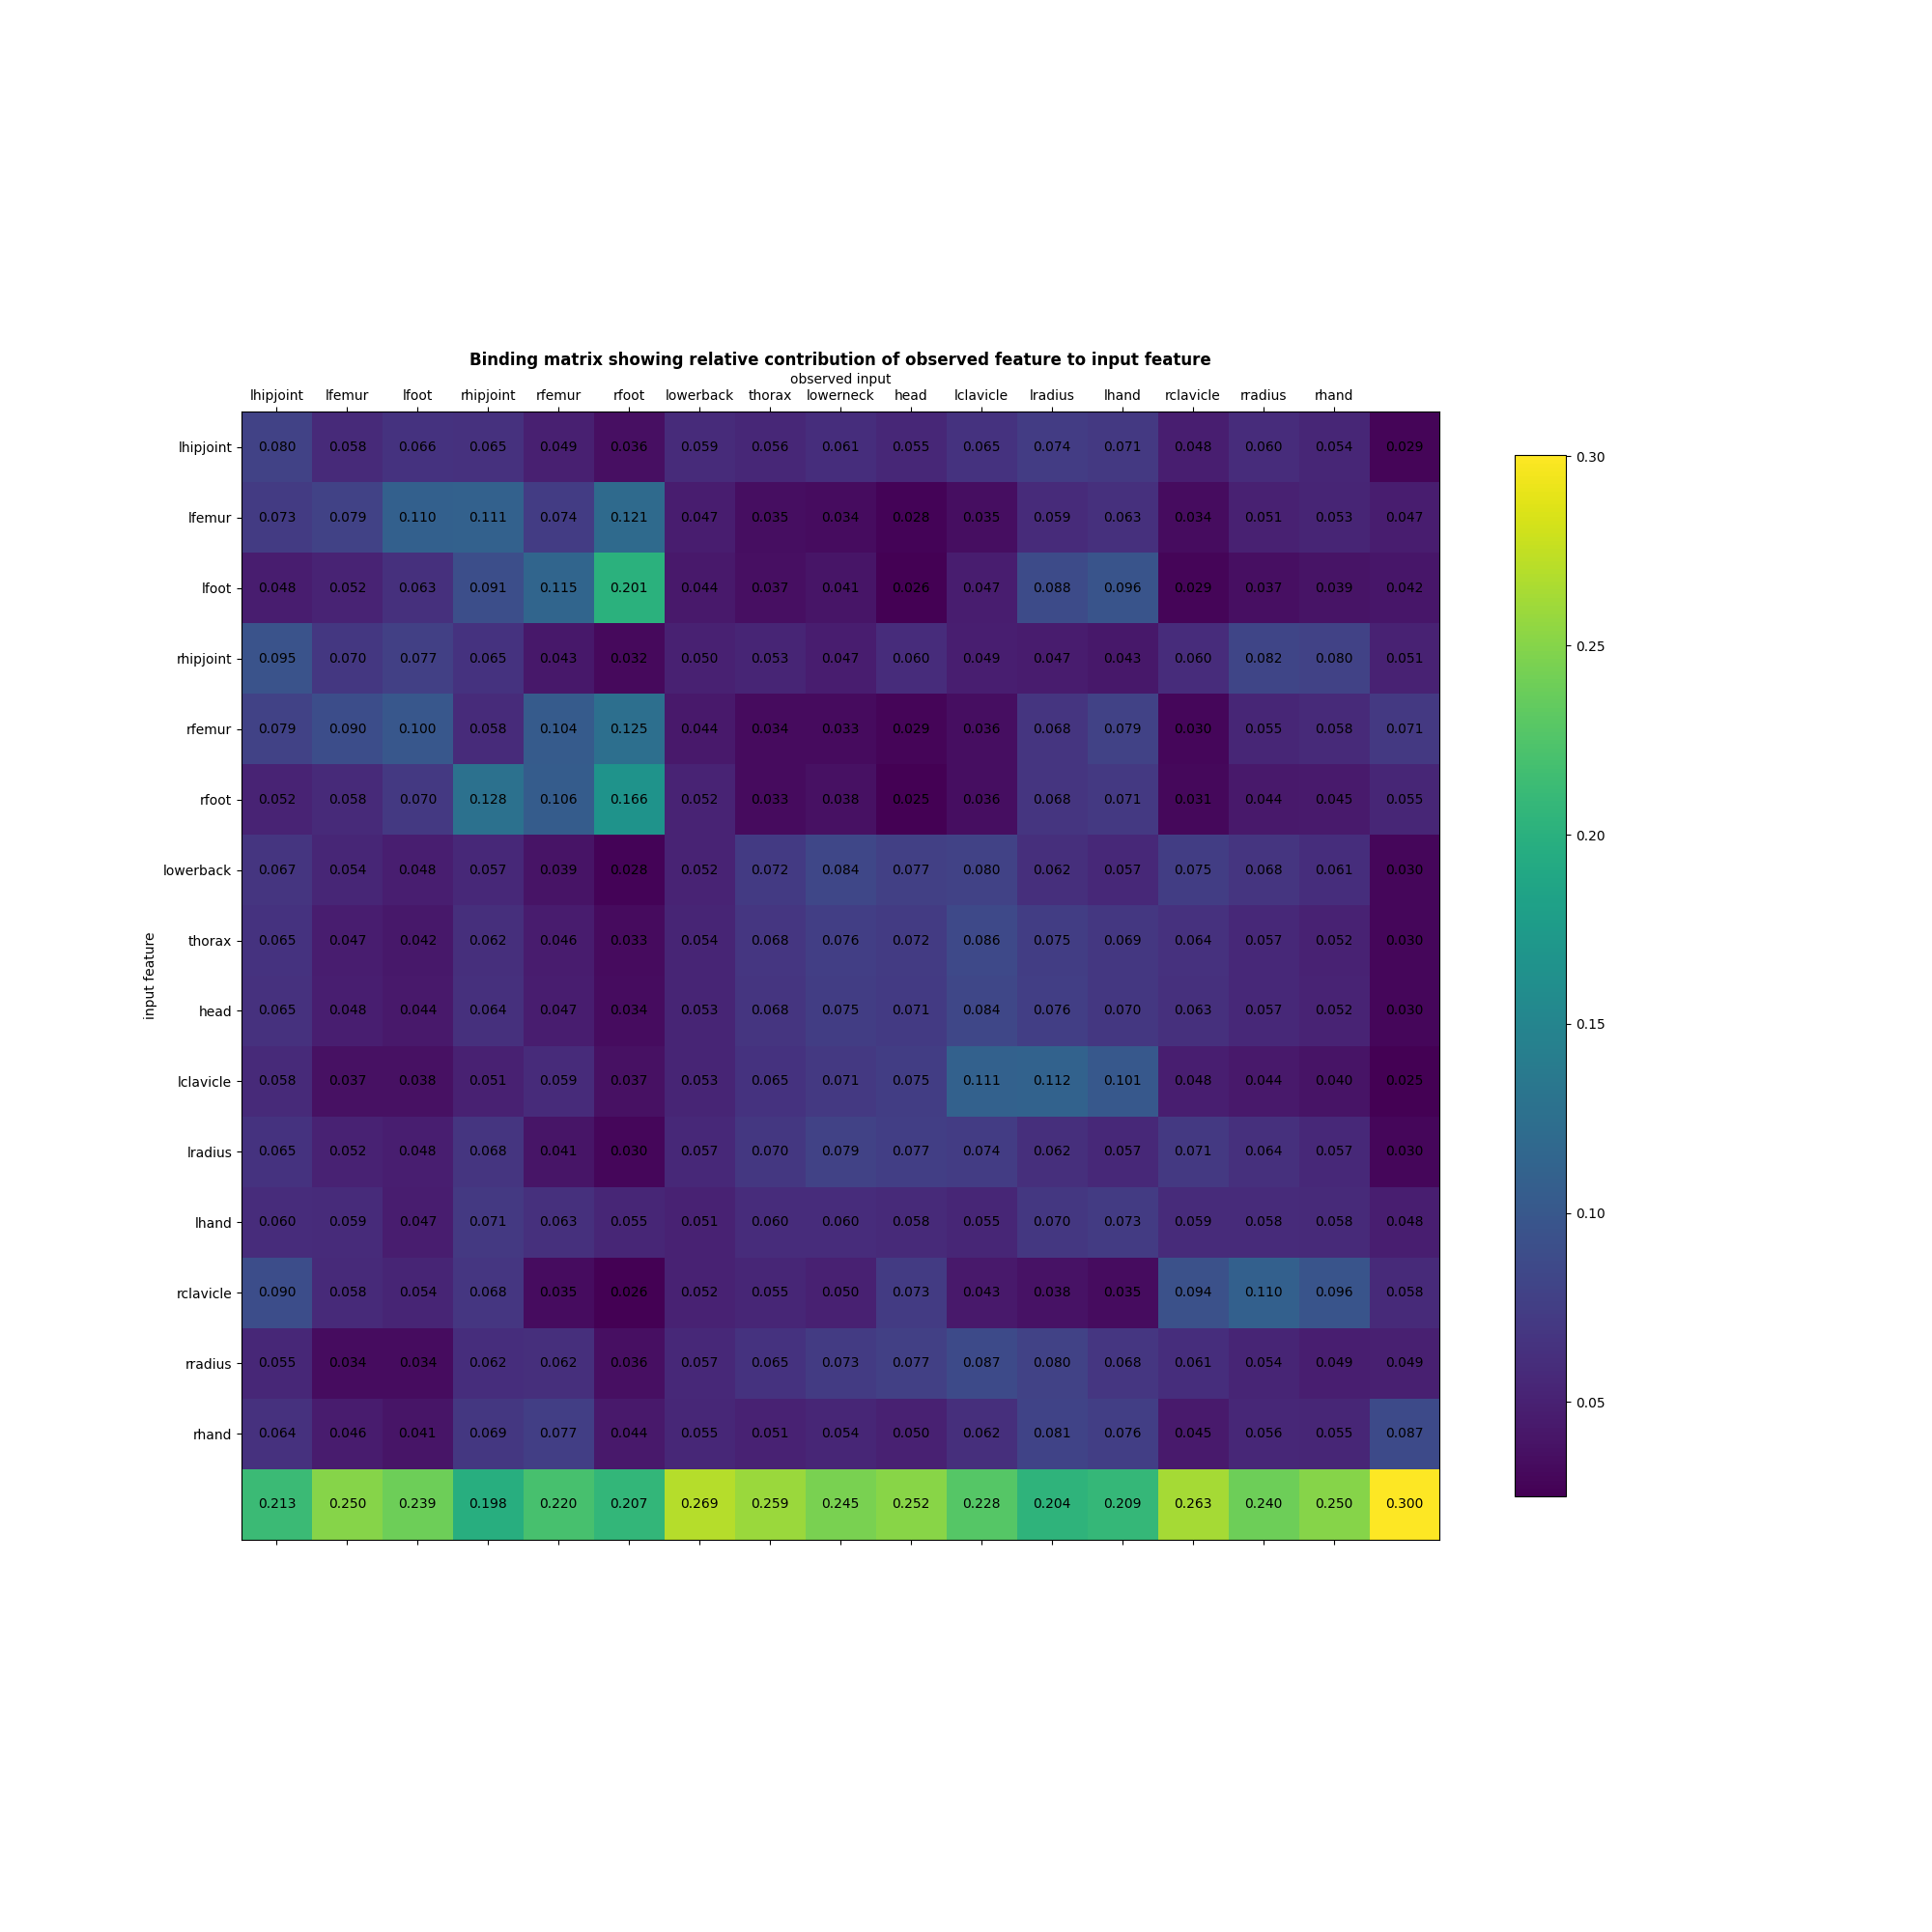 Binding matrix showing relative contribution of observed feature to input feature
observed input
lhipjoint lfemur lfoot rhipjoint rfemur rfoot lowerback thorax lowerneck head lclavicle lradius lhand rclavicle rradius rhand
lhipjoint 0.080 0.058 0.066 0.065 0.049 0.036 0.059 0.056 0.061 0.055 0.065 0.074 0.071 0.048 0.060 0.054 0.029
0.30
lfemur 0.073 0.079 0.110 0.111 0.074 0.121 0.047 0.035 0.034 0.028 0.035 0.059 0.063 0.034 0.051 0.053 0.047
lfoot 0.048 0.052 0.063 0.091 0.115 0.201 0.044 0.037 0.041 0.026 0.047 0.088 0.096 0.029 0.037 0.039 0.042
0.25
rhipjoint 0.095 0.070 0.077 0.065 0.043 0.032 0.050 0.053 0.047 0.060 0.049 0.047 0.043 0.060 0.082 0.080 0.051
rfemur 0.079 0.090 0.100 0.058 0.104 0.125 0.044 0.034 0.033 0.029 0.036 0.068 0.079 0.030 0.055 0.058 0.071
rfoot 0.052 0.058 0.070 0.128 0.106 0.166 0.052 0.033 0.038 0.025 0.036 0.068 0.071 0.031 0.044 0.045 0.055
0.20
lowerback 0.067 0.054 0.048 0.057 0.039 0.028 0.052 0.072 0.084 0.077 0.080 0.062 0.057 0.075 0.068 0.061 0.030
thorax 0.065 0.047 0.042 0.062 0.046 0.033 0.054 0.068 0.076 0.072 0.086 0.075 0.069 0.064 0.057 0.052 0.030
input feature
head 0.065 0.048 0.044 0.064 0.047 0.034 0.053 0.068 0.075 0.071 0.084 0.076 0.070 0.063 0.057 0.052 0.030
0.15
lclavicle 0.058 0.037 0.038 0.051 0.059 0.037 0.053 0.065 0.071 0.075 0.111 0.112 0.101 0.048 0.044 0.040 0.025
lradius 0.065 0.052 0.048 0.068 0.041 0.030 0.057 0.070 0.079 0.077 0.074 0.062 0.057 0.071 0.064 0.057 0.030
0.10
lhand 0.060 0.059 0.047 0.071 0.063 0.055 0.051 0.060 0.060 0.058 0.055 0.070 0.073 0.059 0.058 0.058 0.048
rclavicle 0.090 0.058 0.054 0.068 0.035 0.026 0.052 0.055 0.050 0.073 0.043 0.038 0.035 0.094 0.110 0.096 0.058
rradius 0.055 0.034 0.034 0.062 0.062 0.036 0.057 0.065 0.073 0.077 0.087 0.080 0.068 0.061 0.054 0.049 0.049
0.05
rhand 0.064 0.046 0.041 0.069 0.077 0.044 0.055 0.051 0.054 0.050 0.062 0.081 0.076 0.045 0.056 0.055 0.087
0.213 0.250 0.239 0.198 0.220 0.207 0.269 0.259 0.245 0.252 0.228 0.204 0.209 0.263 0.240 0.250 0.300